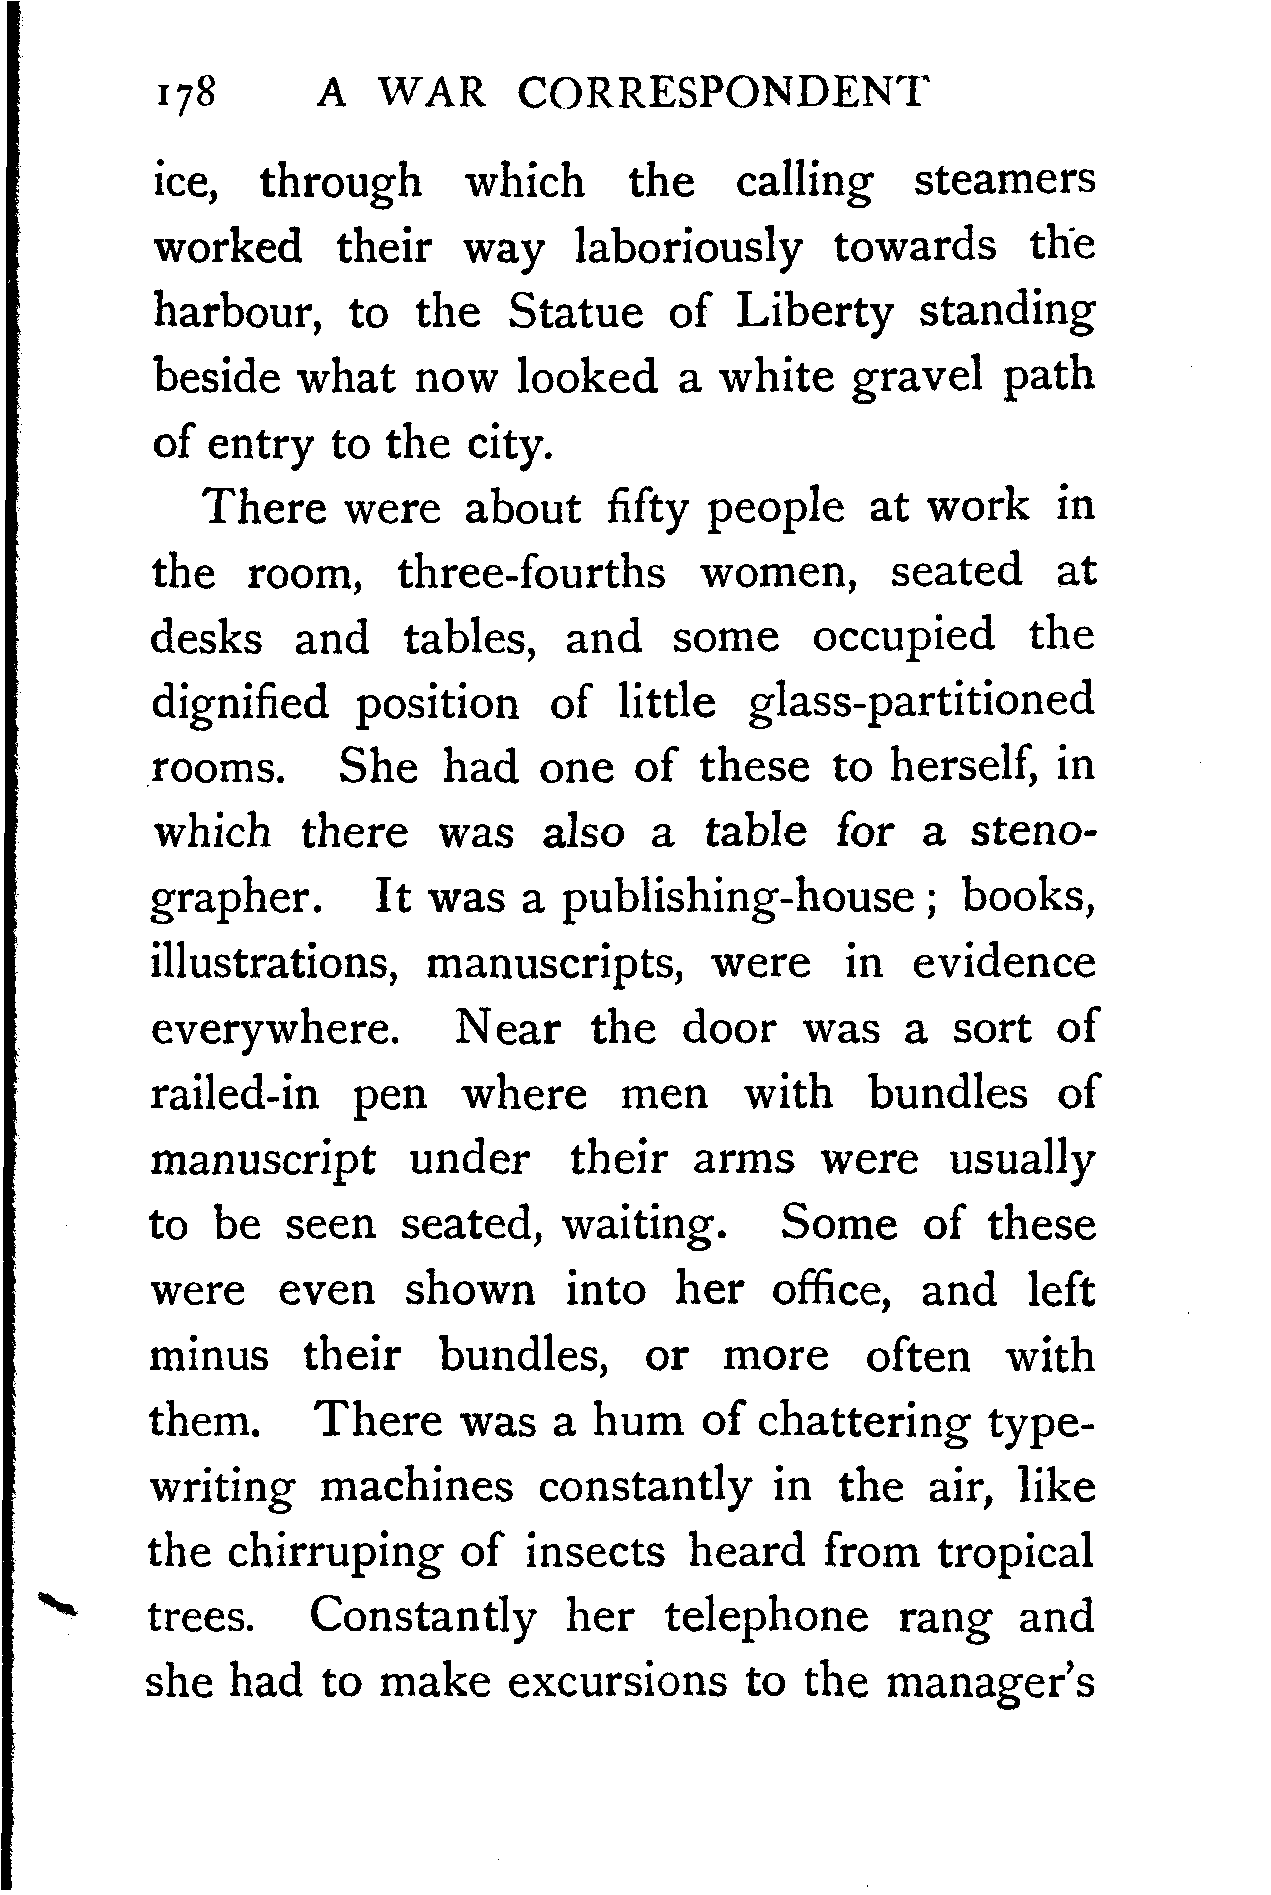 178 A WAR CORRESPONDENT
ice, through which the calling steamers
worked their way laboriously towards the
harbour, to the Statue of Liberty standing
beside what now looked a white gravel path
of entry to the city.
There were about fifty people at work in
the room, three-fourths women, seated at
desks and tables, and some occupied the
dignified position of little glass-partitioned
rooms. She had one of these to herself, in
which there was also a table for a steno-
grapher. It was a publishing-house ; books,
illustrations, manuscripts, were in evidence
everywhere. Near the door was a sort of
railed-in pen where men with bundles of
manuscript under their arms were usually
to be seen seated, waiting. Some of these
were even shown into her office, and left
minus their bundles, or more often with
them. There was a hum of chattering type-
writing machines constantly in the air, like
the chirruping of insects heard from tropical
trees. Constantly her telephone rang and
she had to make excursions to the manager's